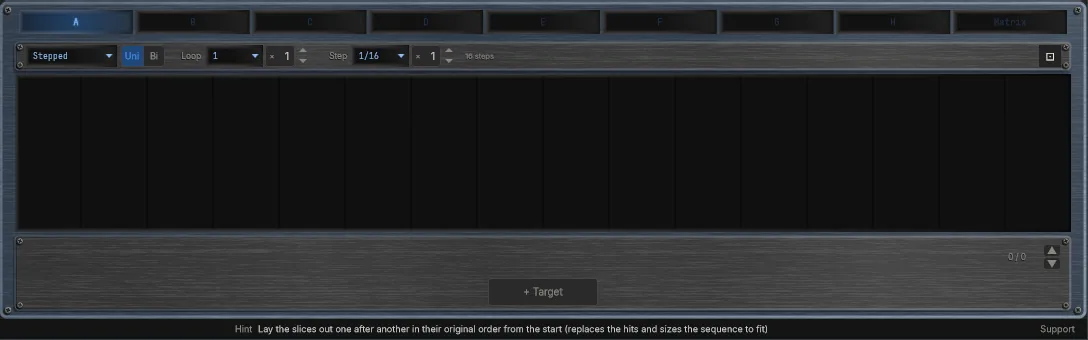 A B C D E F G H Matrix
Stepped Uni Bi Loop 1 × 1 Step 1/16 × 1 16 steps
0/0
+ Target
Hint Lay the slices out one after another in their original order from the start (replaces the hits and sizes the sequence to fit) Support